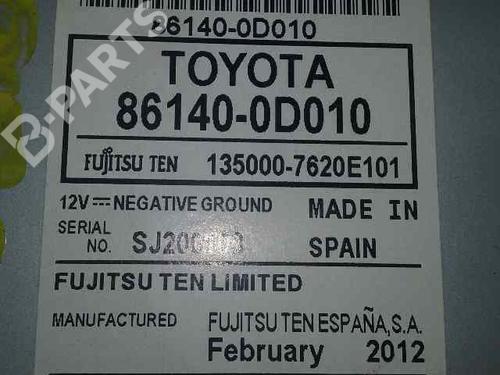 86140-0D010
TOYOTA
86140-0D010
FUJITSU TEN 135000-7620E101
12V NEGATIVE GROUND MADE IN
SERIAL
NO. SPAIN
FUJITSU TEN LIMITED
MANUFACTURED FUJITSU TEN ESPAÑA,S.A.
February 2012
B-PARTS